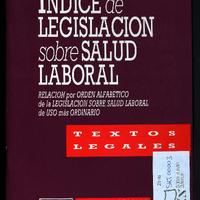 INDICE de
LEGISLACION
sobre SALUD
LABORAL
RELACION por ORDEN ALFABETICO
de la LEGISLACION SOBRE SALUD LABORAL
de USO más ORDINARIO
TEXTOS
LEGALES